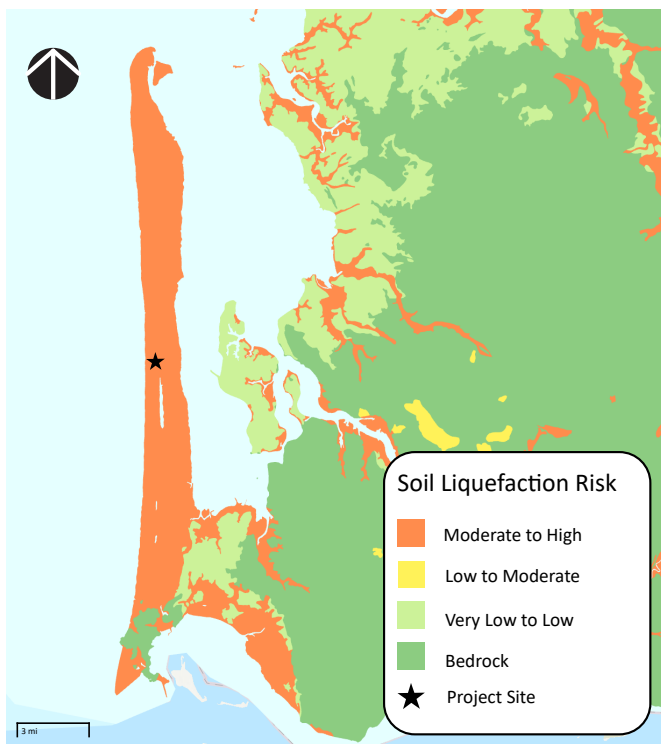 Soil Liquefaction Risk
Moderate to High
Low to Moderate
Very Low to Low
Bedrock
Project Site
3 mi